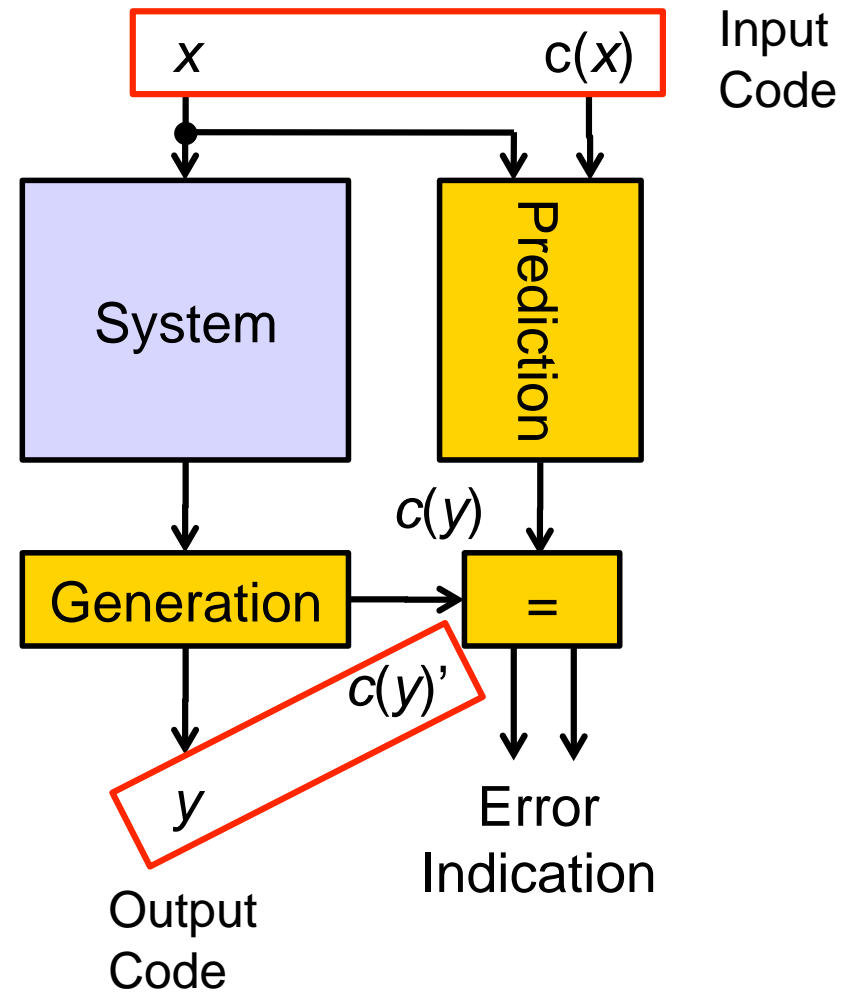 x c(x)
Input
Code
System
Prediction
c(y)
Generation
=
c(y)’
y
Error
Indication
Output
Code